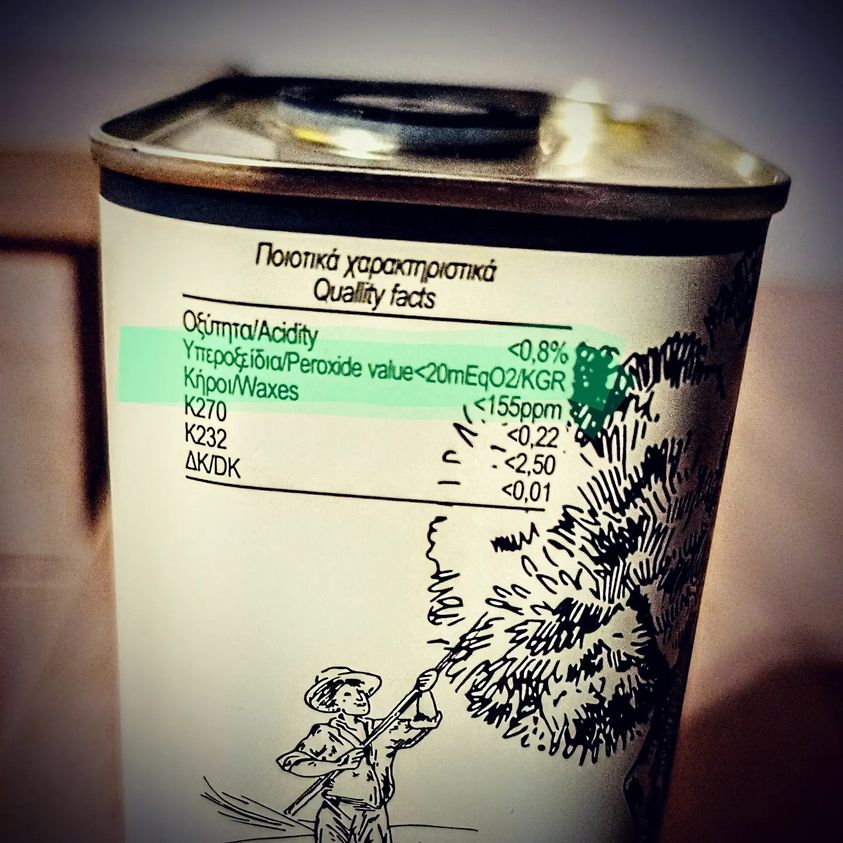 Ποιοτικά χαρακτηριστικά
Quallity facts
Οξύτητα/Acidity <0,8%
Υπεροξείδια/Peroxide value<20mEqO2/KGR
Κήροι/Waxes <155ppm
K270 <0,22
K232 <2,50
ΔΚ/DK <0,01